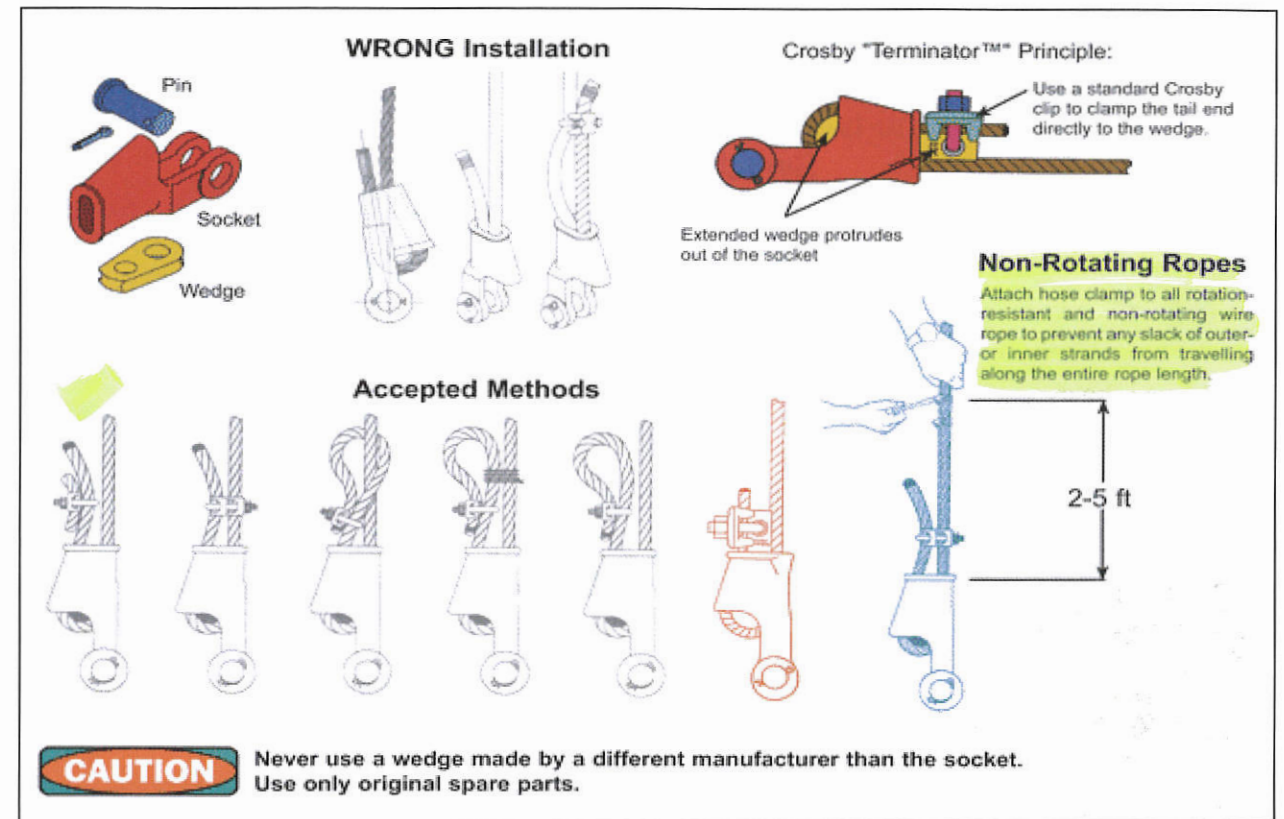 WRONG Installation
Pin
Socket
Wedge
Crosby "Terminator™" Principle:
Use a standard Crosby
clip to clamp the tail end
directly to the wedge.
Extended wedge protrudes
out of the socket
Non-Rotating Ropes
Attach hose clamp to all rotation-
resistant and non-rotating wire
rope to prevent any slack of outer-
or inner strands from travelling
along the entire rope length.
Accepted Methods
2-5 ft
CAUTION
Never use a wedge made by a different manufacturer than the socket.
Use only original spare parts.